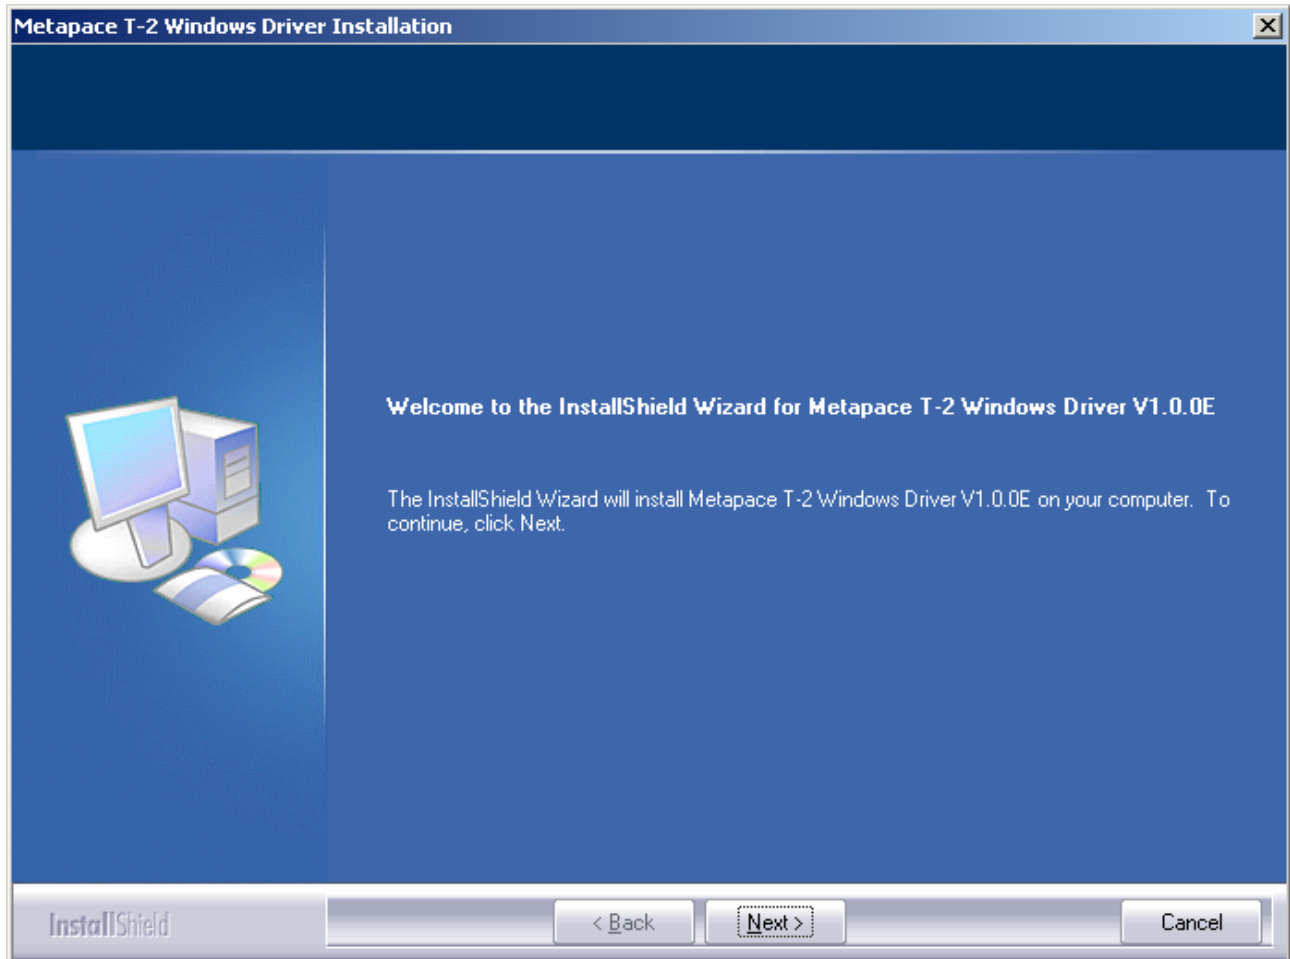 Metapace T-2 Windows Driver Installation
Welcome to the InstallShield Wizard for Metapace T-2 Windows Driver V1.0.0E
The InstallShield Wizard will install Metapace T-2 Windows Driver V1.0.0E on your computer.  To
continue, click Next.
InstallShield
< Back
Next >
Cancel